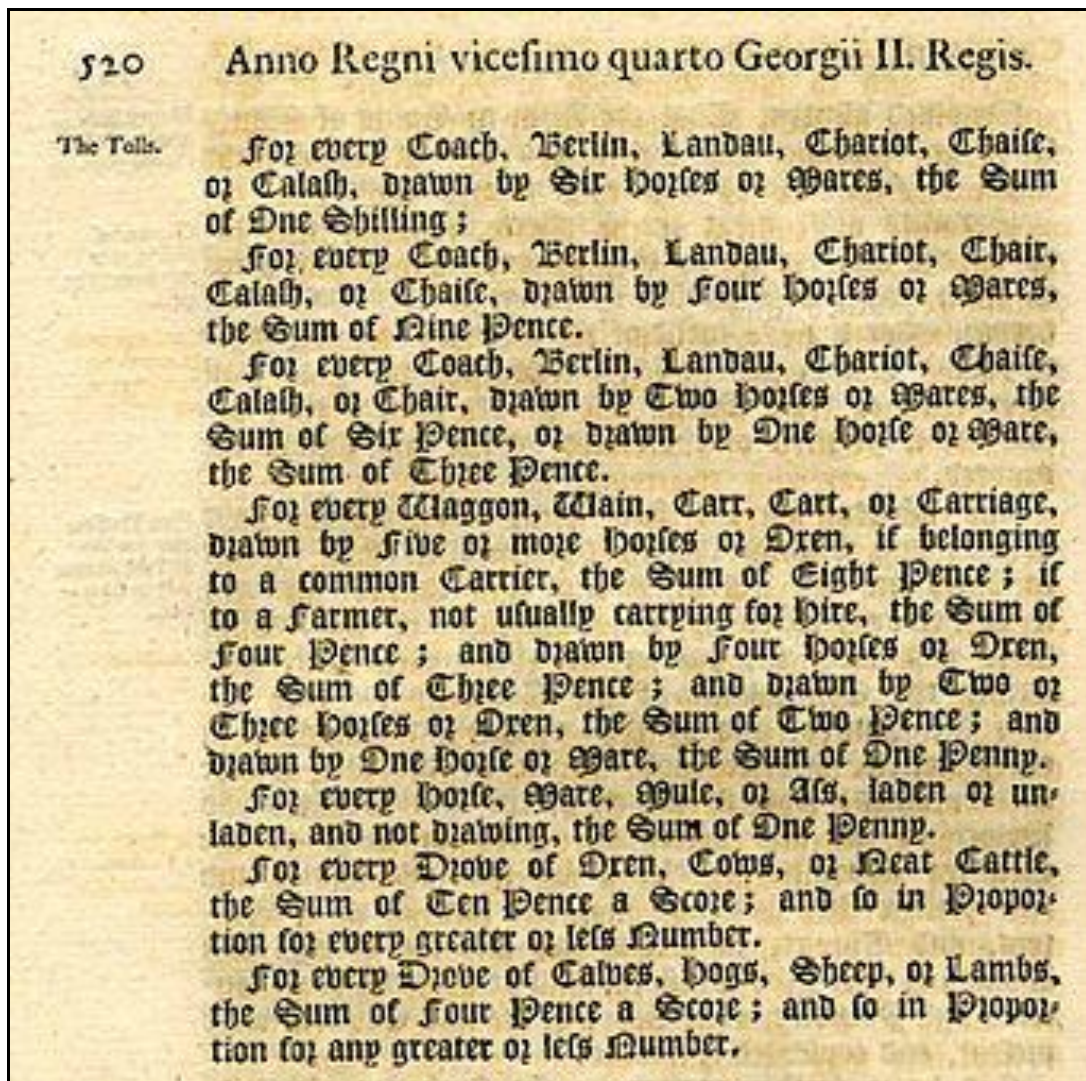 520
Anno Regni viceſimo quarto Georgii II. Regis.
The Tolls.
For every Coach, Berlin, Landau, Chariot, Chaiſe,
or Calaſh, drawn by Six Horſes or Mares, the Sum
of One Shilling;
For every Coach, Berlin, Landau, Chariot, Chair,
Calaſh, or Chaiſe, drawn by Four Horſes or Mares,
the Sum of Nine Pence.
For every Coach, Berlin, Landau, Chariot, Chaiſe,
Calaſh, or Chair, drawn by Two Horſes or Mares, the
Sum of Six Pence, or drawn by One Horſe or Mare,
the Sum of Three Pence.
For every Waggon, Wain, Carr, Cart, or Carriage,
drawn by Five or more Horſes or Oxen, if belonging
to a common Carrier, the Sum of Eight Pence; if
to a Farmer, not uſually carrying for Hire, the Sum of
Four Pence; and drawn by Four Horſes or Oxen,
the Sum of Three Pence; and drawn by Two or
Three Horſes or Oxen, the Sum of Two Pence; and
drawn by One Horſe or Mare, the Sum of One Penny.
For every Horſe, Mare, Mule, or Aſs, laden or un-
laden, and not drawing, the Sum of One Penny.
For every Drove of Oxen, Cows, or Neat Cattle,
the Sum of Ten Pence a Score; and ſo in Propor-
tion for every greater or leſs Number.
For every Drove of Calves, Hogs, Sheep, or Lambs,
the Sum of Four Pence a Score; and ſo in Propor-
tion for any greater or leſs Number.